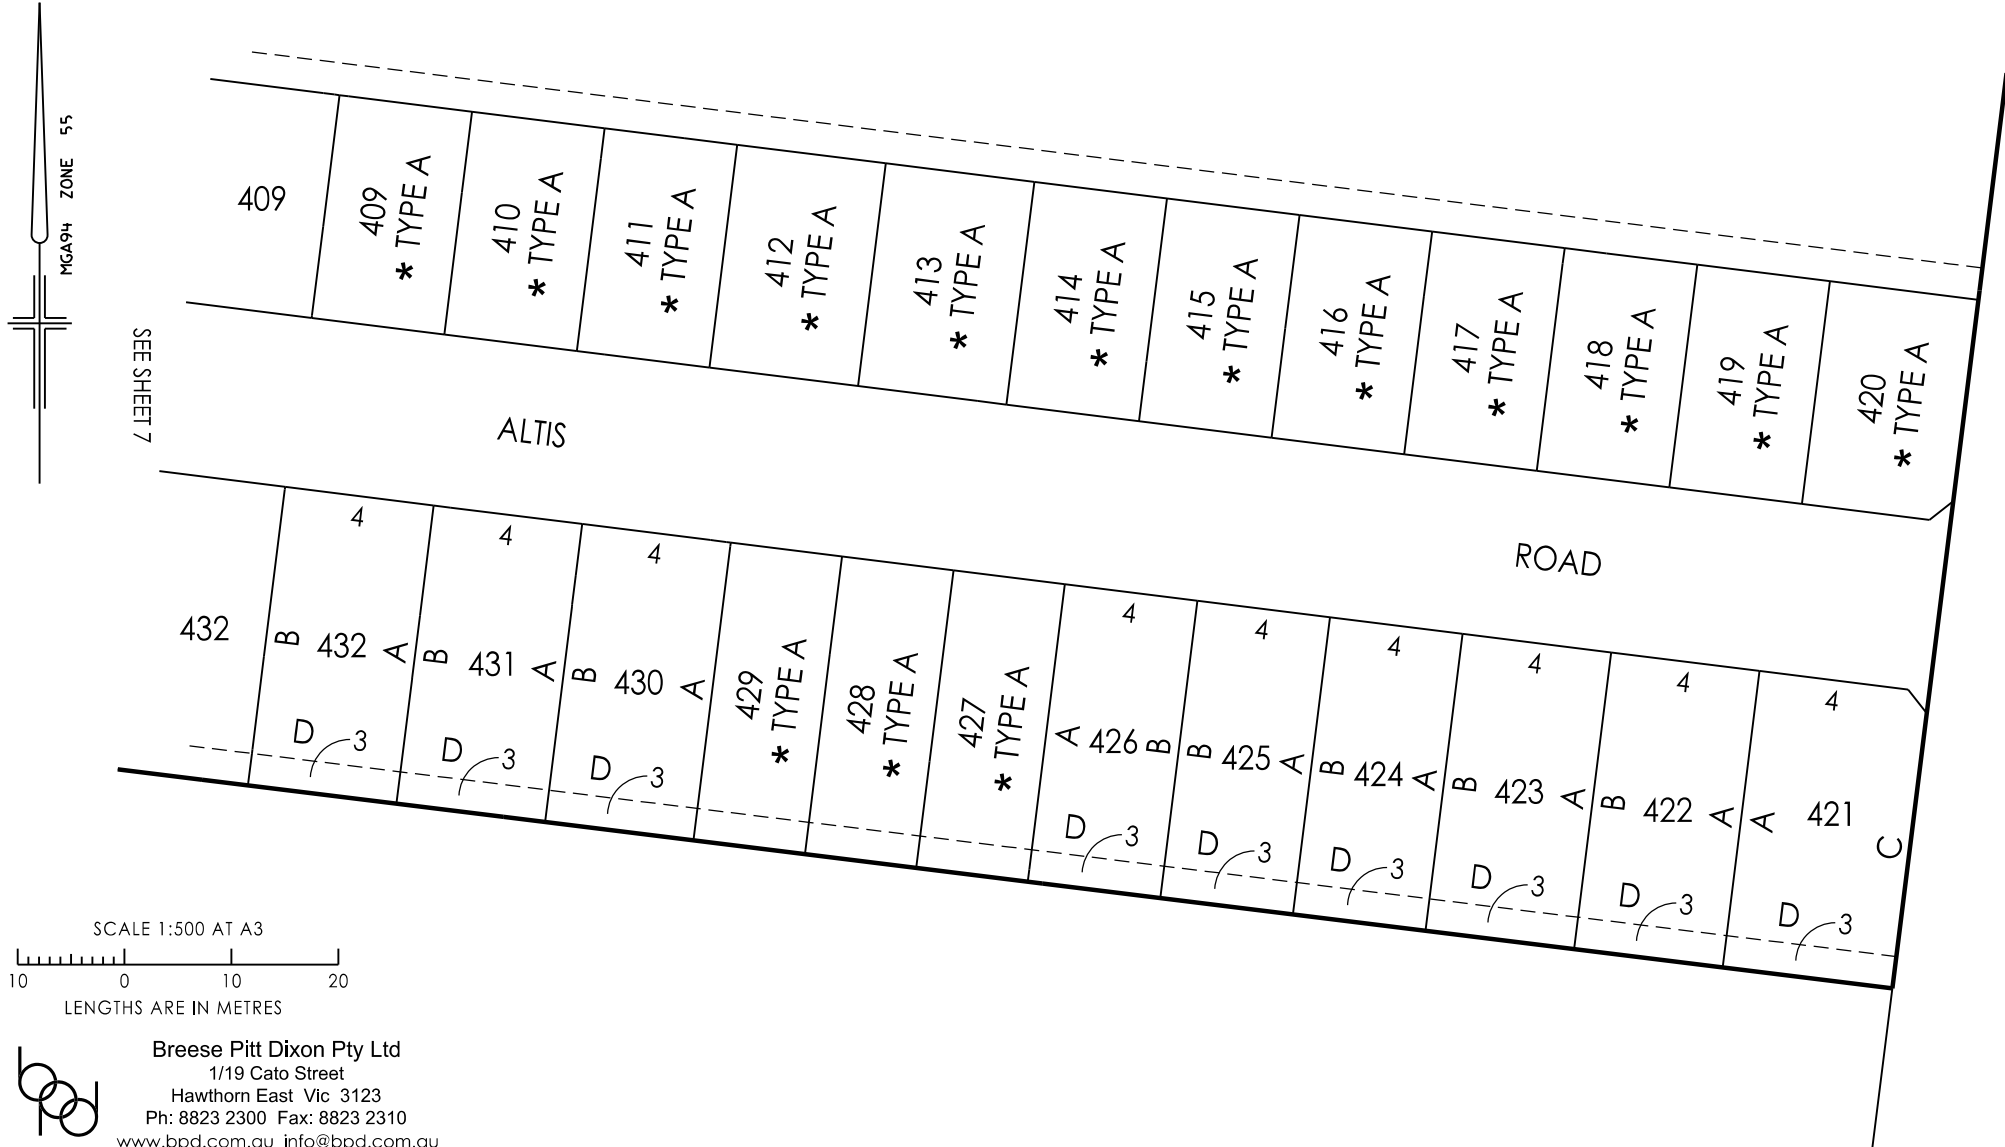 MGA94 ZONE 55
SEE SHEET 7
409
409
* TYPE A
410
* TYPE A
411
* TYPE A
412
* TYPE A
413
* TYPE A
414
* TYPE A
415
* TYPE A
416
* TYPE A
417
* TYPE A
418
* TYPE A
419
* TYPE A
420
* TYPE A
ALTIS
ROAD
432
4
B 432 A
D 3
4
B 431 A
D 3
4
B 430 A
D 3
429
* TYPE A
428
* TYPE A
427
* TYPE A
4
A 426 B
D 3
4
B 425 A
D 3
4
B 424 A
D 3
4
B 423 A
D 3
4
B 422 A
D 3
4
A 421 C
D 3
SCALE 1:500 AT A3
10 0 10 20
LENGTHS ARE IN METRES
bpd
Breese Pitt Dixon Pty Ltd
1/19 Cato Street
Hawthorn East Vic 3123
Ph: 8823 2300 Fax: 8823 2310
www.bpd.com.au info@bpd.com.au